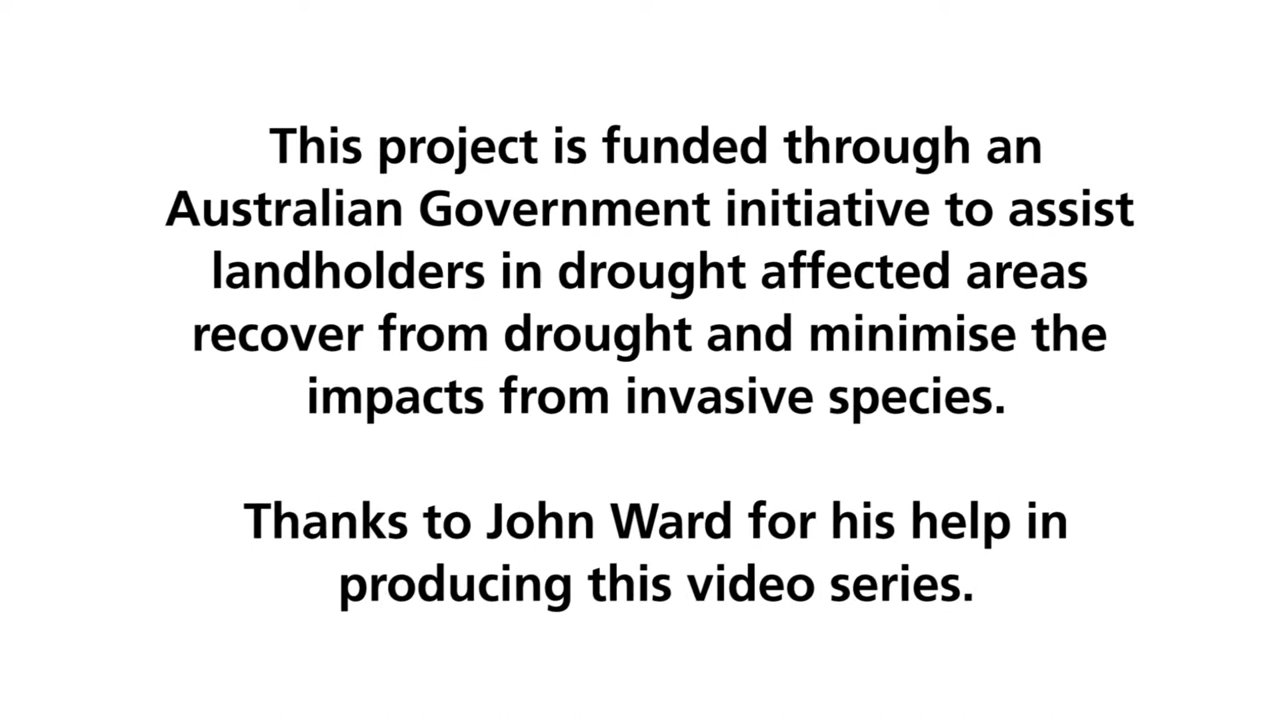 This project is funded through an
Australian Government initiative to assist
landholders in drought affected areas
recover from drought and minimise the
impacts from invasive species.
Thanks to John Ward for his help in
producing this video series.